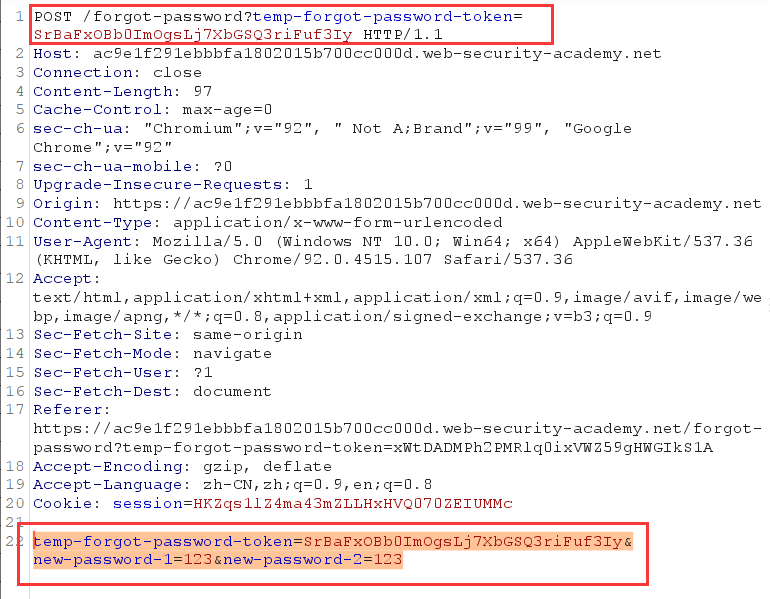 1 POST /forgot-password?temp-forgot-password-token=
SrBaFxOBb0ImOgsLj7XbGSQ3riFuf3Iy HTTP/1.1
2 Host: ac9e1f291ebbbfa1802015b700cc000d.web-security-academy.net
3 Connection: close
4 Content-Length: 97
5 Cache-Control: max-age=0
6 sec-ch-ua: "Chromium";v="92", " Not A;Brand";v="99", "Google
Chrome";v="92"
7 sec-ch-ua-mobile: ?0
8 Upgrade-Insecure-Requests: 1
9 Origin: https://ac9e1f291ebbbfa1802015b700cc000d.web-security-academy.net
10 Content-Type: application/x-www-form-urlencoded
11 User-Agent: Mozilla/5.0 (Windows NT 10.0; Win64; x64) AppleWebKit/537.36
(KHTML, like Gecko) Chrome/92.0.4515.107 Safari/537.36
12 Accept:
text/html,application/xhtml+xml,application/xml;q=0.9,image/avif,image/we
bp,image/apng,*/*;q=0.8,application/signed-exchange;v=b3;q=0.9
13 Sec-Fetch-Site: same-origin
14 Sec-Fetch-Mode: navigate
15 Sec-Fetch-User: ?1
16 Sec-Fetch-Dest: document
17 Referer:
https://ac9e1f291ebbbfa1802015b700cc000d.web-security-academy.net/forgot-
password?temp-forgot-password-token=xWtDADMPh2PMRlq0ixVWZ59gHWGIkS1A
18 Accept-Encoding: gzip, deflate
19 Accept-Language: zh-CN,zh;q=0.9,en;q=0.8
20 Cookie: session=HKZqs1lZ4ma43mZLLHxHVQ070ZEIUMMc
21
22 temp-forgot-password-token=SrBaFxOBb0ImOgsLj7XbGSQ3riFuf3Iy&
new-password-1=123&new-password-2=123